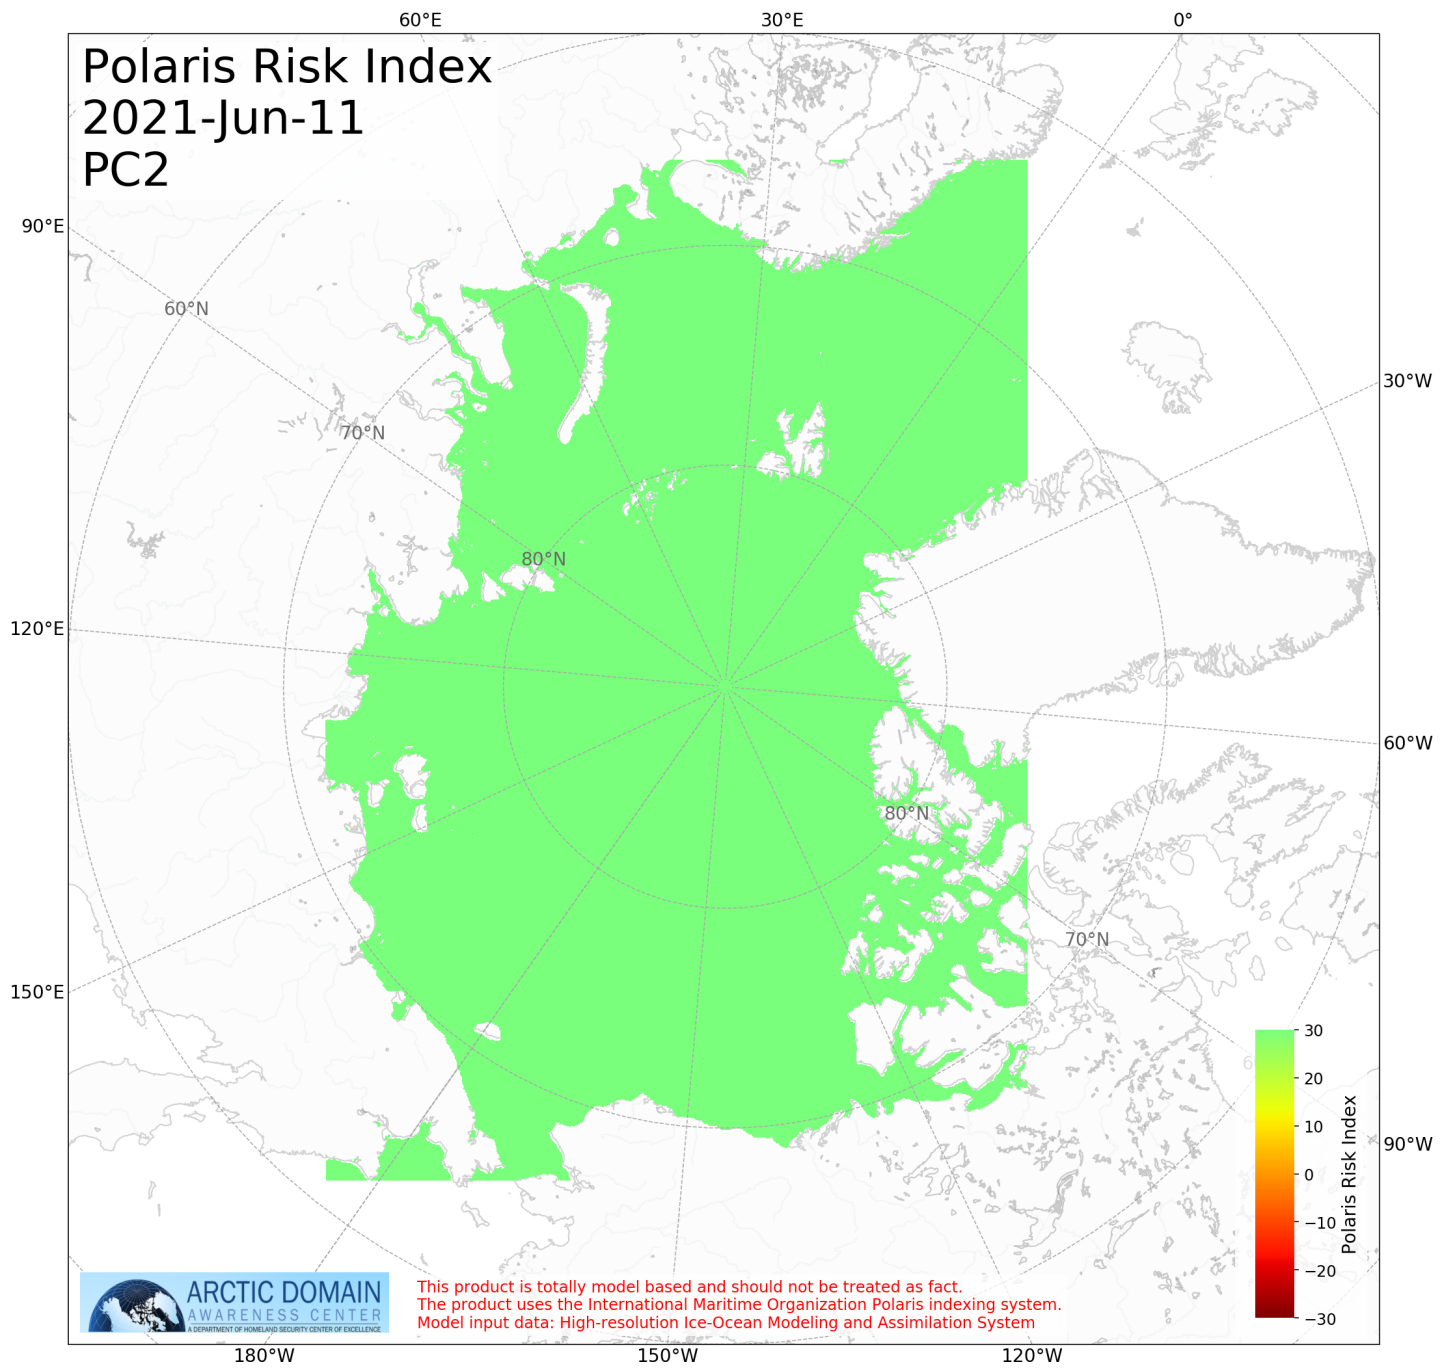 60°E 30°E 0°
Polaris Risk Index
2021-Jun-11
PC2
90°E
60°N
30°W
70°N
80°N
120°E
60°W
80°N
70°N
150°E
30
20
10
0
−10
−20
−30
Polaris Risk Index
90°W
ARCTIC DOMAIN
AWARENESS CENTER
A DEPARTMENT OF HOMELAND SECURITY CENTER OF EXCELLENCE
This product is totally model based and should not be treated as fact.
The product uses the International Maritime Organization Polaris indexing system.
Model input data: High-resolution Ice-Ocean Modeling and Assimilation System
180°W 150°W 120°W